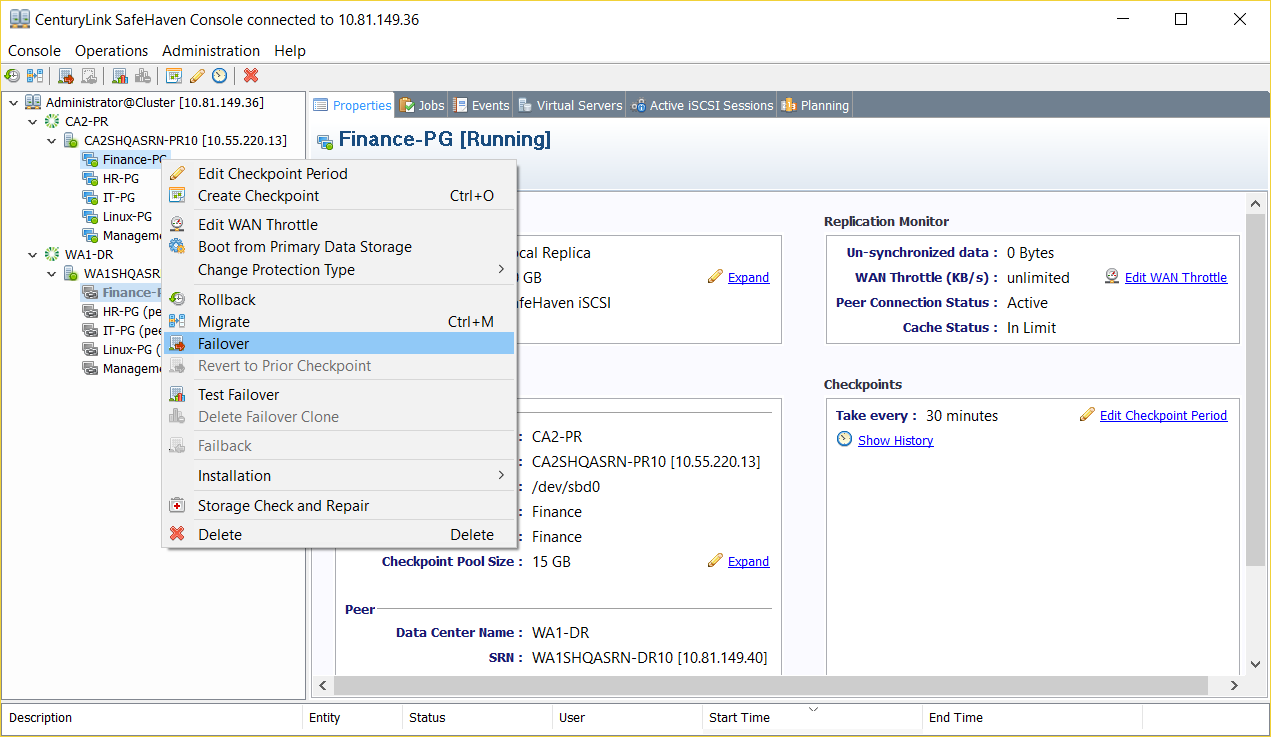 CenturyLink SafeHaven Console connected to 10.81.149.36
Console Operations Administration Help
Administrator@Cluster [10.81.149.36]
CA2-PR
CA2SHQASRN-PR10 [10.55.220.13]
Finance-PG
HR-PG
IT-PG
Linux-PG
Manageme
WA1-DR
WA1SHQASR
Finance-P
HR-PG (pee
IT-PG (pee
Linux-PG (
Manageme
Edit Checkpoint Period
Create Checkpoint Ctrl+O
Edit WAN Throttle
Boot from Primary Data Storage
Change Protection Type
Rollback
Migrate Ctrl+M
Failover
Revert to Prior Checkpoint
Test Failover
Delete Failover Clone
Failback
Installation
Storage Check and Repair
Delete Delete
Properties Jobs Events Virtual Servers Active iSCSI Sessions Planning
Finance-PG [Running]
cal Replica
GB
Expand
feHaven iSCSI
: CA2-PR
: CA2SHQASRN-PR10 [10.55.220.13]
: /dev/sbd0
: Finance
: Finance
Checkpoint Pool Size : 15 GB
Expand
Peer
Data Center Name : WA1-DR
SRN : WA1SHQASRN-DR10 [10.81.149.40]
Replication Monitor
Un-synchronized data : 0 Bytes
WAN Throttle (KB/s) : unlimited
Edit WAN Throttle
Peer Connection Status : Active
Cache Status : In Limit
Checkpoints
Take every : 30 minutes
Edit Checkpoint Period
Show History
Description Entity Status User Start Time End Time